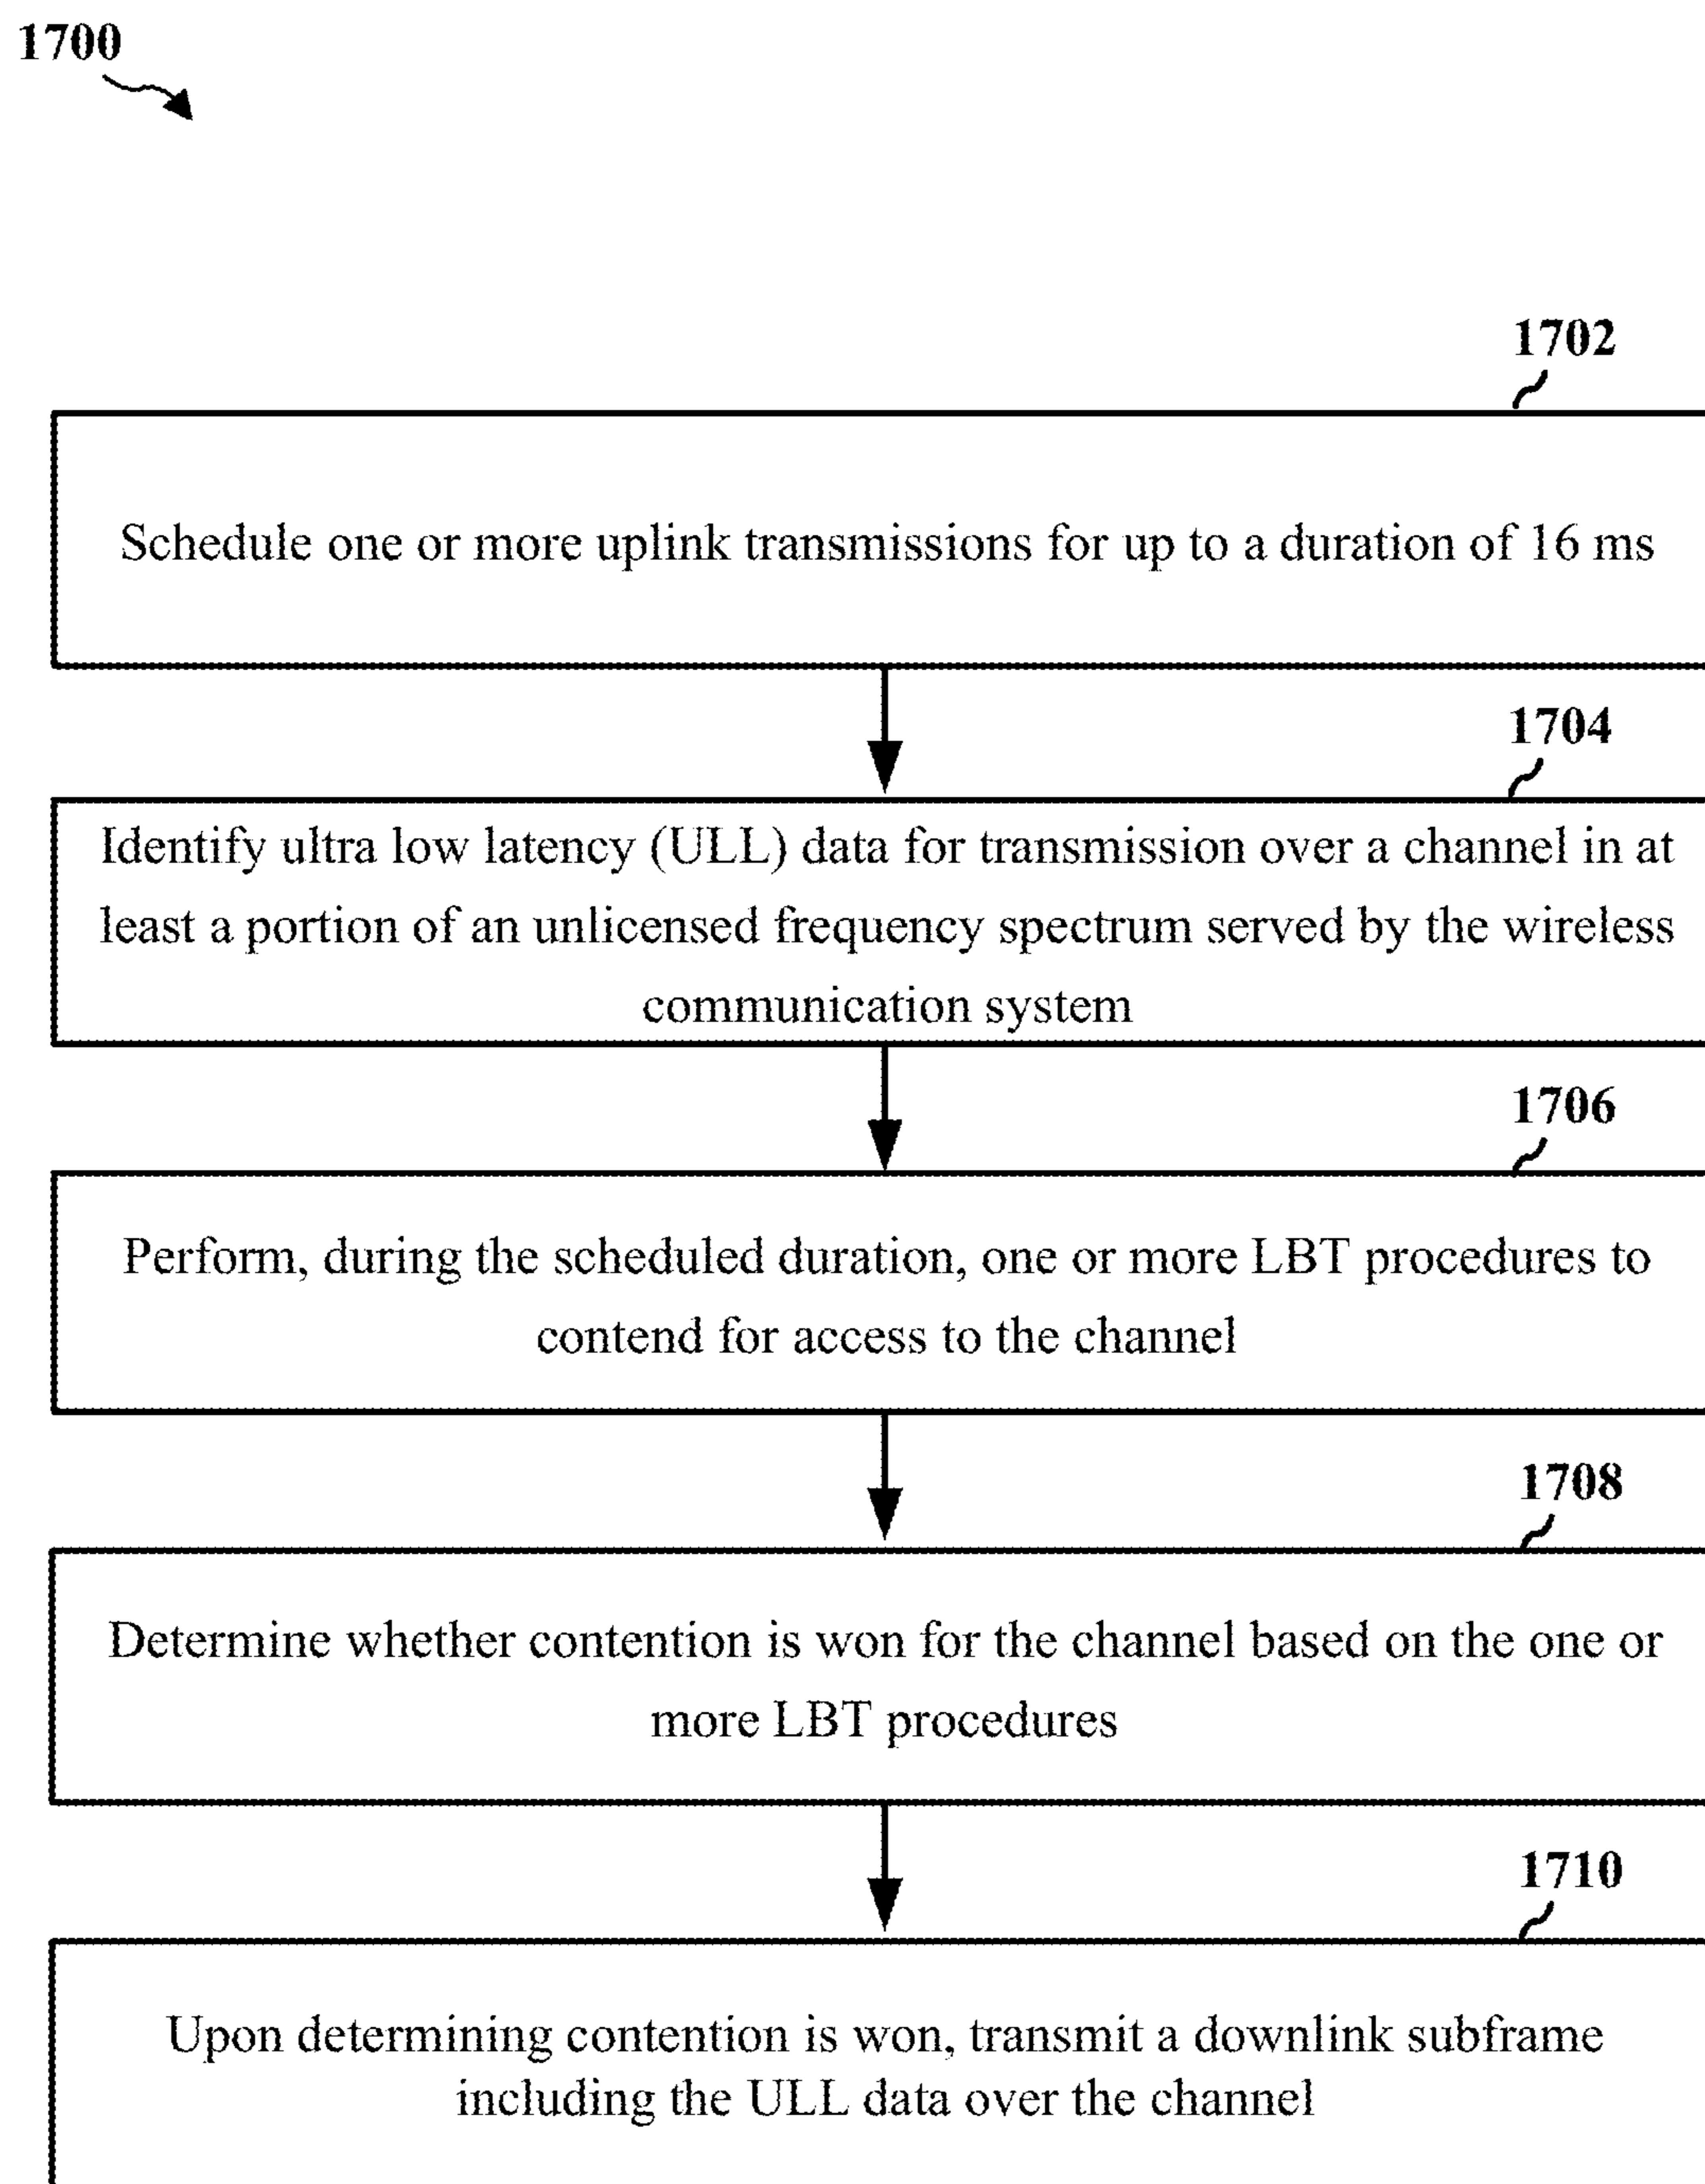 1700
1702
Schedule one or more uplink transmissions for up to a duration of 16 ms
1704
Identify ultra low latency (ULL) data for transmission over a channel in at
least a portion of an unlicensed frequency spectrum served by the wireless
communication system
1706
Perform, during the scheduled duration, one or more LBT procedures to
contend for access to the channel
1708
Determine whether contention is won for the channel based on the one or
more LBT procedures
1710
Upon determining contention is won, transmit a downlink subframe
including the ULL data over the channel